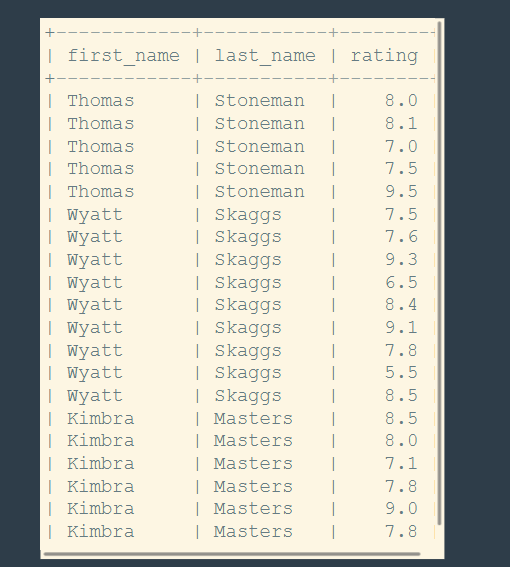 +------------+-----------+--------
| first_name | last_name | rating |
+------------+-----------+--------
| Thomas | Stoneman | 8.0 |
| Thomas | Stoneman | 8.1 |
| Thomas | Stoneman | 7.0 |
| Thomas | Stoneman | 7.5 |
| Thomas | Stoneman | 9.5 |
| Wyatt | Skaggs | 7.5 |
| Wyatt | Skaggs | 7.6 |
| Wyatt | Skaggs | 9.3 |
| Wyatt | Skaggs | 6.5 |
| Wyatt | Skaggs | 8.4 |
| Wyatt | Skaggs | 9.1 |
| Wyatt | Skaggs | 7.8 |
| Wyatt | Skaggs | 5.5 |
| Wyatt | Skaggs | 8.5 |
| Kimbra | Masters | 8.5 |
| Kimbra | Masters | 8.0 |
| Kimbra | Masters | 7.1 |
| Kimbra | Masters | 7.8 |
| Kimbra | Masters | 9.0 |
| Kimbra | Masters | 7.8 |